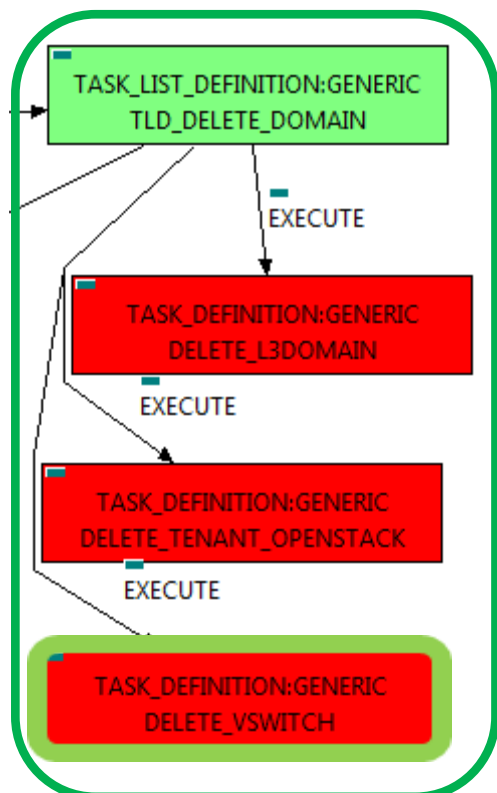 TASK_LIST_DEFINITION:GENERIC
TLD_DELETE_DOMAIN
EXECUTE
TASK_DEFINITION:GENERIC
DELETE_L3DOMAIN
EXECUTE
TASK_DEFINITION:GENERIC
DELETE_TENANT_OPENSTACK
EXECUTE
TASK_DEFINITION:GENERIC
DELETE_VSWITCH